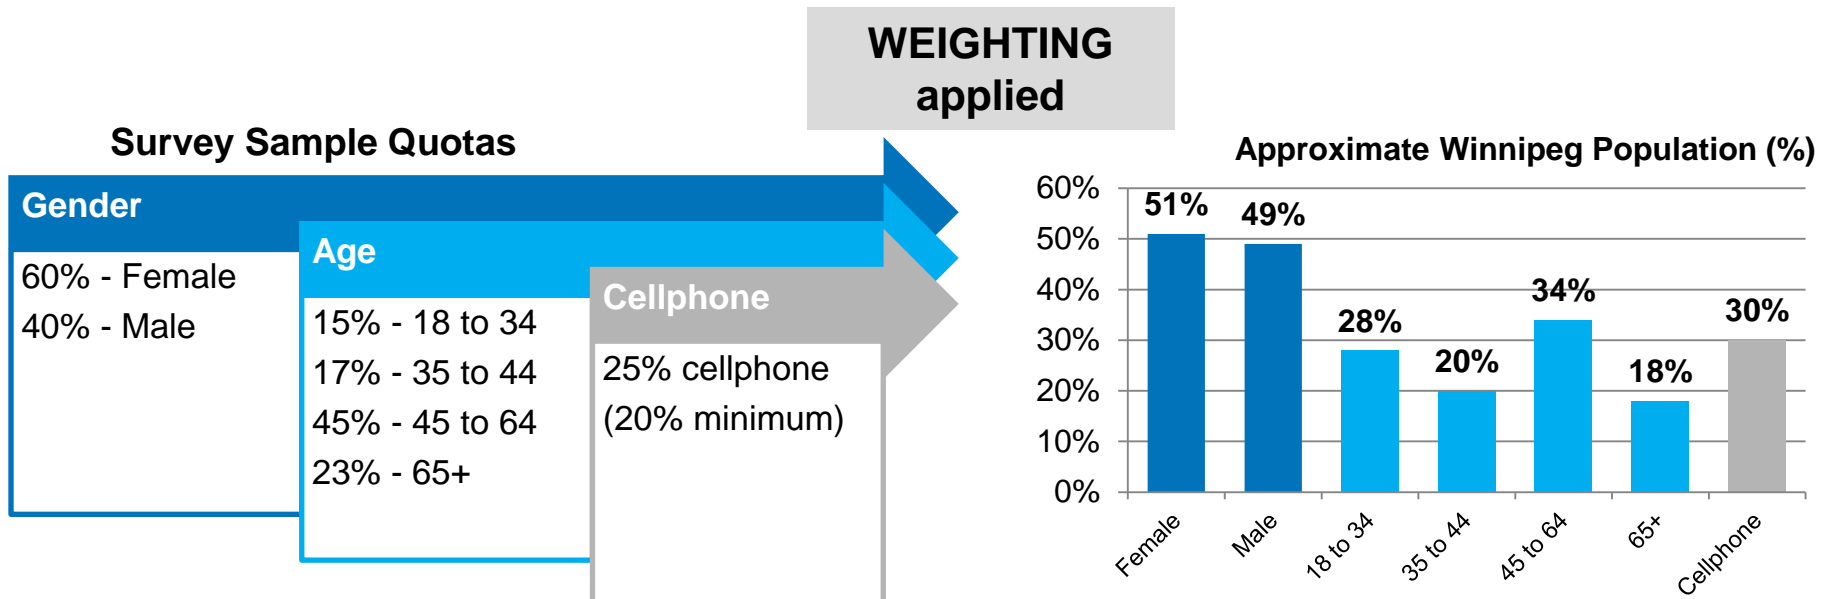 WEIGHTING
applied
Survey Sample Quotas
Gender
60% - Female
40% - Male
Age
15% - 18 to 34
17% - 35 to 44
45% - 45 to 64
23% - 65+
Cellphone
25% cellphone
(20% minimum)
Approximate Winnipeg Population (%)
60%
50%
40%
30%
20%
10%
0%
51%
49%
28%
20%
34%
18%
30%
Female
Male
18 to 34
35 to 44
45 to 64
65+
Cellphone